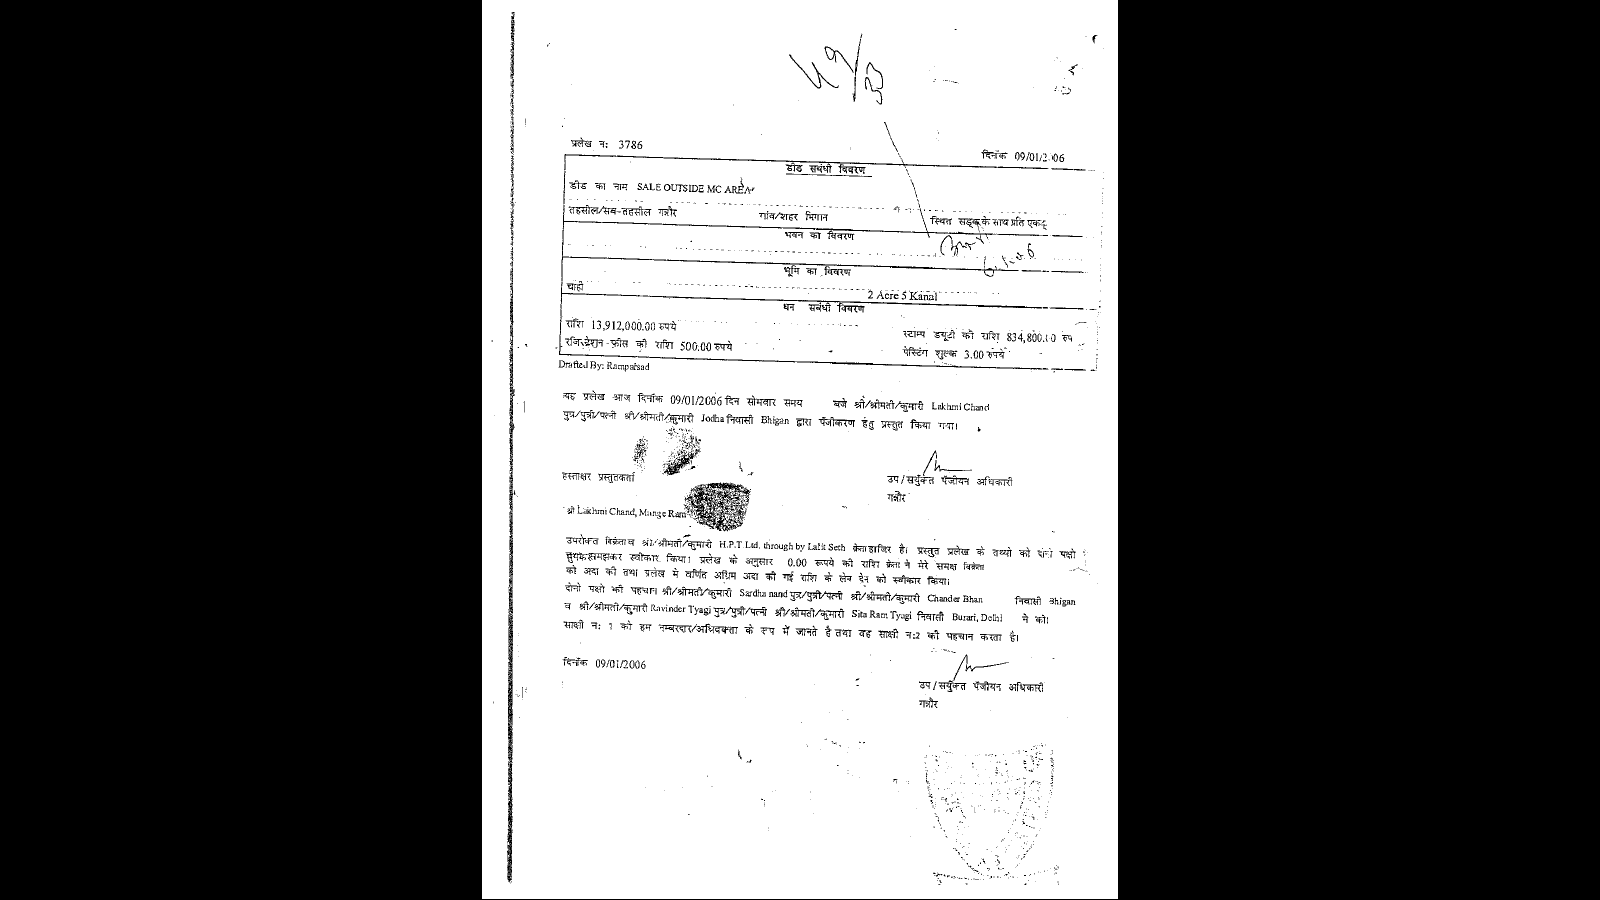 प्रलेख न: 3786
दिनाँक 09/01/2006
डीड सबंधी विवरण
डीड का नाम SALE OUTSIDE MC AREA
तहसील/सब-तहसील गन्नौर गांव/शहर भिगान स्थित सड़क के साथ प्रति एकड़
भवन का विवरण
भूमि का विवरण
चाही 2 Acre 5 Kanal
धन सबंधी विवरण
राशि 13,912,000.00 रुपये स्टाम्प डयूटी की राशि 834,800.00 रुप
रजिस्ट्रेशन फ़ीस की राशि 500.00 रुपये पेस्टिंग शुल्क 3.00 रुपये
Drafted By: Ramparsad
यह प्रलेख आज दिनाँक 09/01/2006 दिन सोमवार समय बजे श्री/श्रीमती/कुमारी Lakhmi Chand
पुत्र/पुत्री/पत्नी श्री/श्रीमती/कुमारी Jodha निवासी Bhigan द्वारा पँजीकरण हेतु प्रस्तुत किया गया।
हस्ताक्षर प्रस्तुतकर्ता
उप/सयुँक्त पँजीयन अधिकारी
गन्नौर
श्री Lakhmi Chand, Mange Ram
उपरोक्त विक्रेता व श्री/श्रीमती/कुमारी H.P.T.Ltd. through by Lalit Seth क्रेता हाजिर है। प्रस्तुत प्रलेख के तथ्यो को दोनो पक्षो
सुनकर समझकर स्वीकार किया। प्रलेख के अनुसार 0.00 रूपये की राशि क्रेता ने मेरे समक्ष विक्रेता
को अदा की तथा प्रलेख मे वर्णित अग्रिम अदा की गई राशि के लेन देन को स्वीकार किया।
दोनो पक्षो की पहचान श्री/श्रीमती/कुमारी Sardha nand पुत्र/पुत्री/पत्नी श्री/श्रीमती/कुमारी Chander Bhan निवासी Bhigan
व श्री/श्रीमती/कुमारी Ravinder Tyagi पुत्र/पुत्री/पत्नी श्री/श्रीमती/कुमारी Sita Ram Tyagi निवासी Burari, Delhi ने की।
साक्षी न: 1 को हम नम्बरदार/अधिवक्ता के रूप में जानते है तथा वह साक्षी न:2 की पहचान करता है।
दिनाँक 09/01/2006
उप/सयुँक्त पँजीयन अधिकारी
गन्नौर